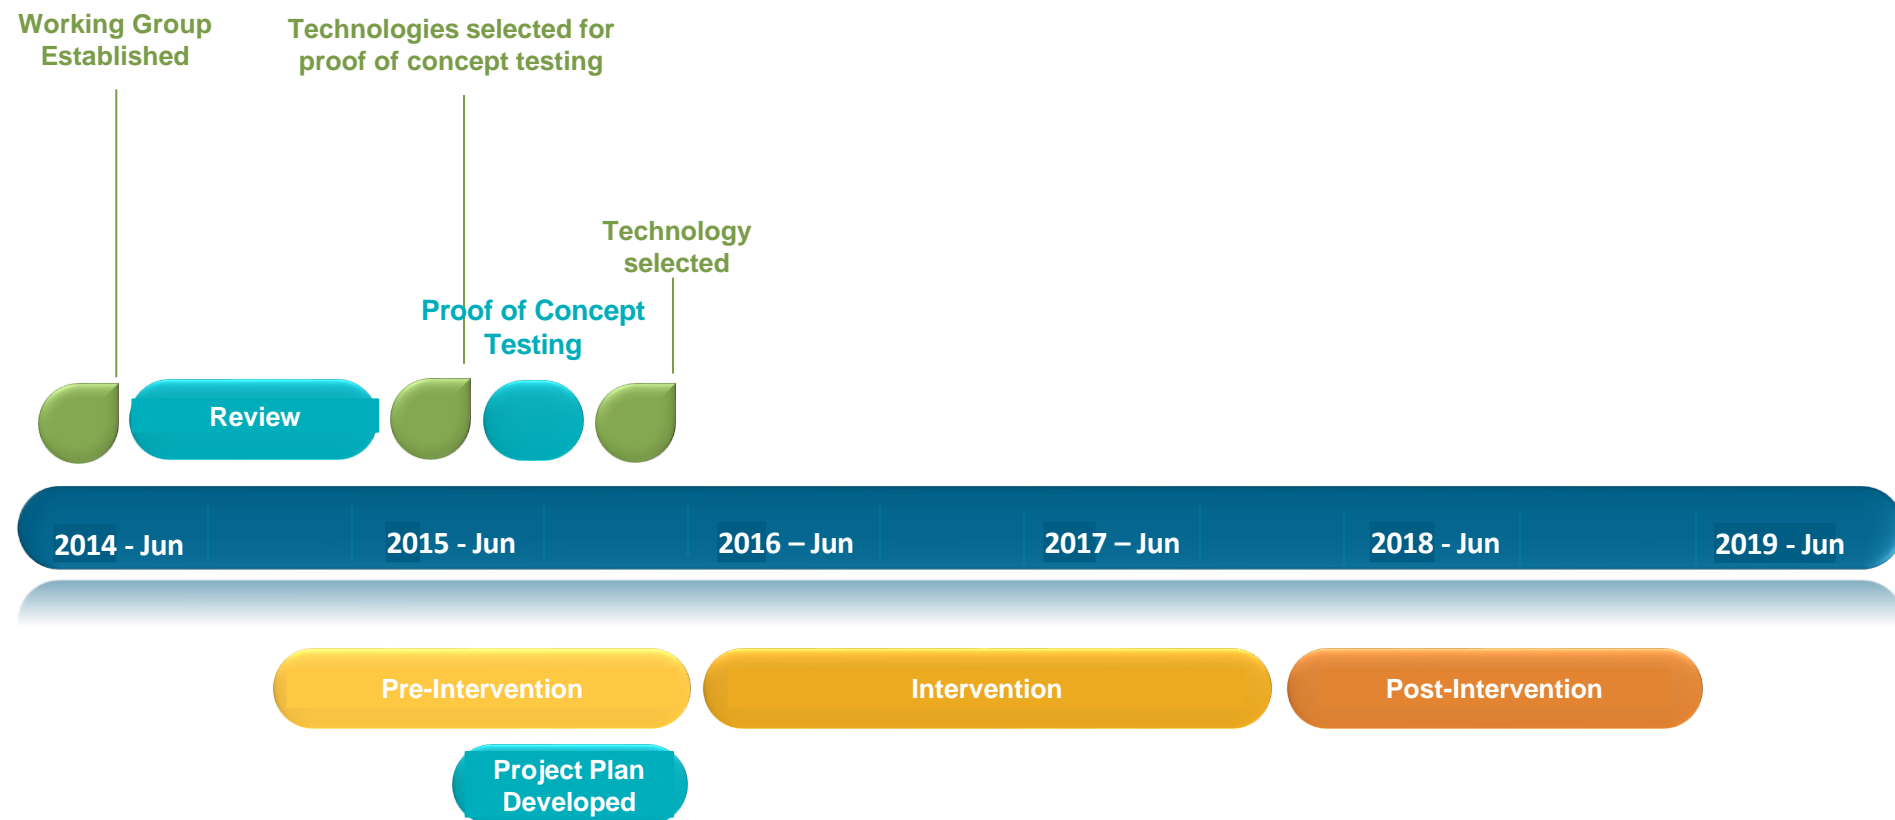 Working Group
Established
Technologies selected for
proof of concept testing
Technology
selected
Proof of Concept
Testing
Review
2014 - Jun
2015 - Jun
2016 – Jun
2017 – Jun
2018 - Jun
2019 - Jun
Pre-Intervention
Intervention
Post-Intervention
Project Plan
Developed